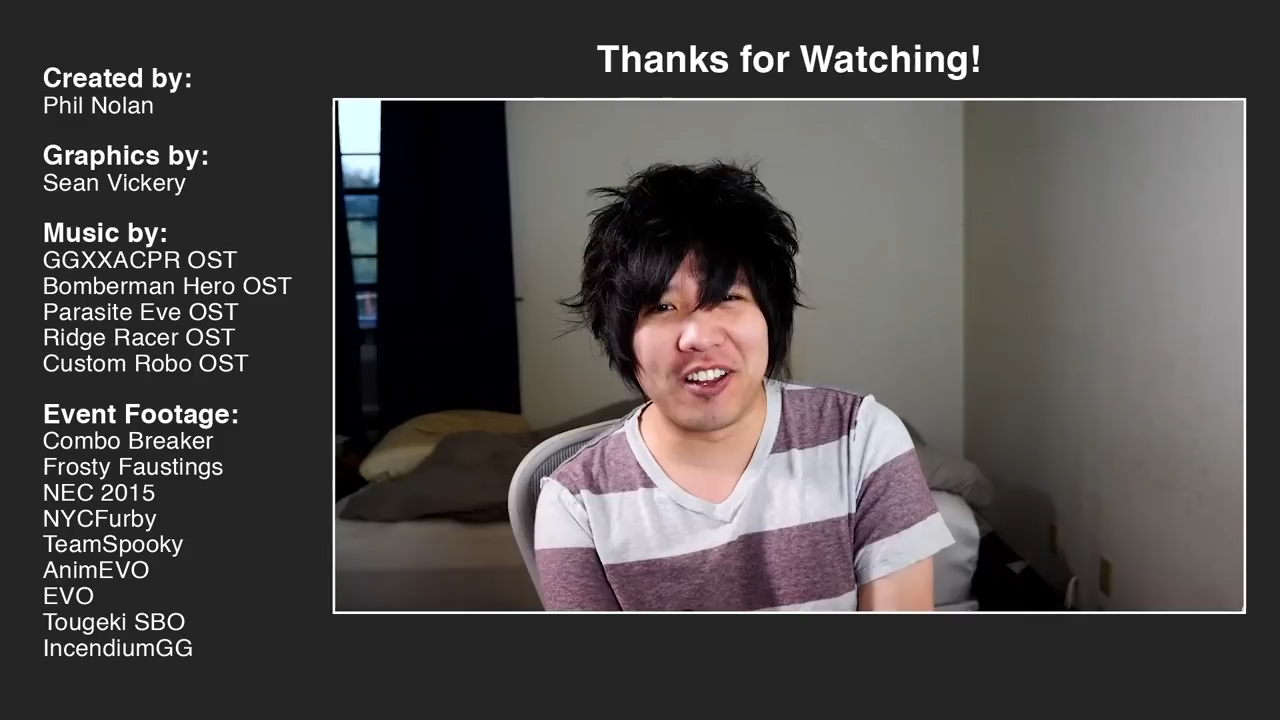 Thanks for Watching!
Created by:
Phil Nolan
Graphics by:
Sean Vickery
Music by:
GGXXACPR OST
Bomberman Hero OST
Parasite Eve OST
Ridge Racer OST
Custom Robo OST
Event Footage:
Combo Breaker
Frosty Faustings
NEC 2015
NYCFurby
TeamSpooky
AnimEVO
EVO
Tougeki SBO
IncendiumGG